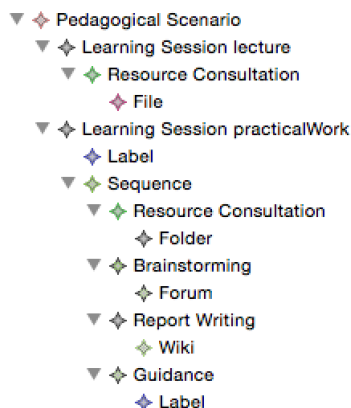 Pedagogical Scenario
Learning Session lecture
Resource Consultation
File
Learning Session practicalWork
Label
Sequence
Resource Consultation
Folder
Brainstorming
Forum
Report Writing
Wiki
Guidance
Label